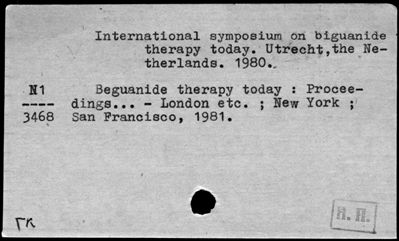 International symposium on biguanide
therapy today. Utrecht,the Ne-
therlands. 1980.
N1 Beguanide therapy today : Procee-
---- dings... - London etc. ; New York ;
3468 San Francisco, 1981.
ГК
Н.Н.